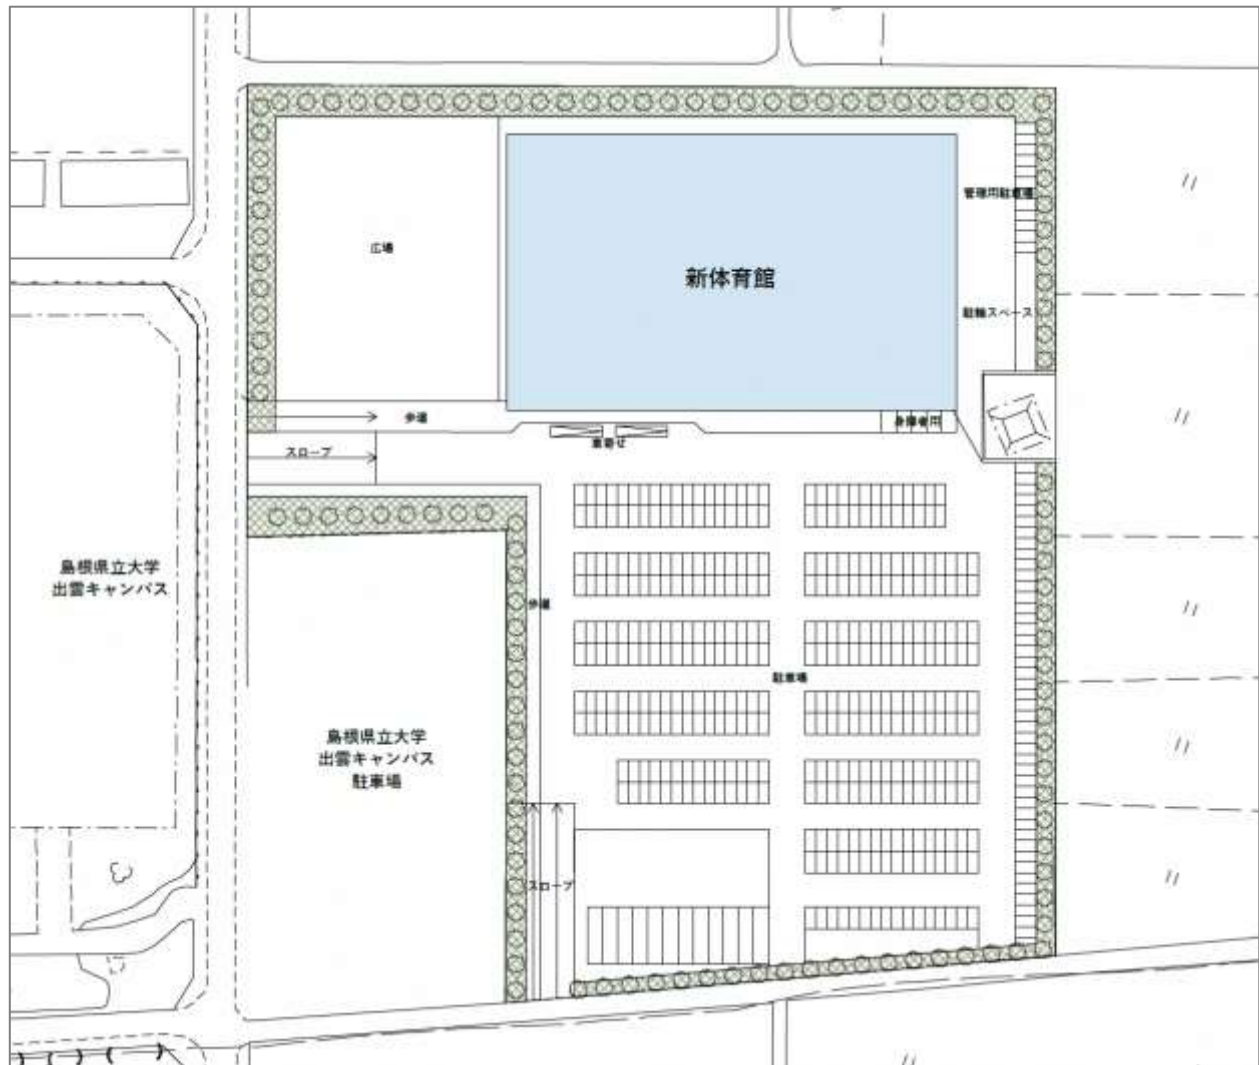 管理用駐車場
広場
新体育館
駐輪スペース
歩道
身障者用
車寄せ
スロープ
島根県立大学
出雲キャンパス
歩道
駐車場
島根県立大学
出雲キャンパス
駐車場
スロープ